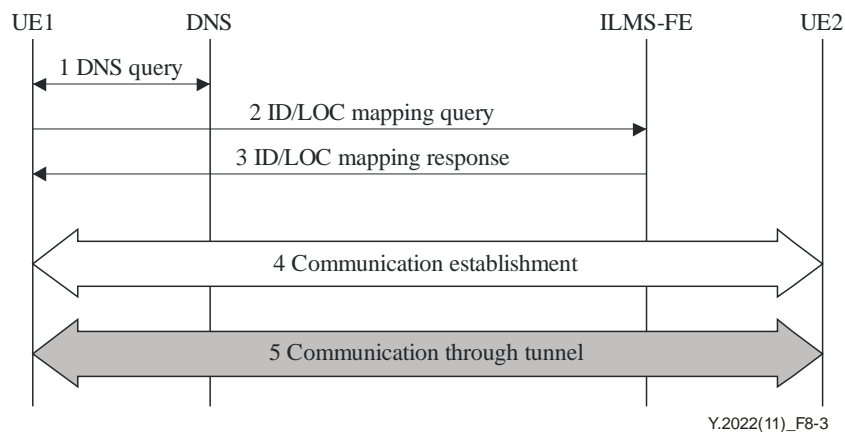 UE1 DNS ILMS-FE UE2
1 DNS query
2 ID/LOC mapping query
3 ID/LOC mapping response
4 Communication establishment
5 Communication through tunnel
Y.2022(11)_F8-3